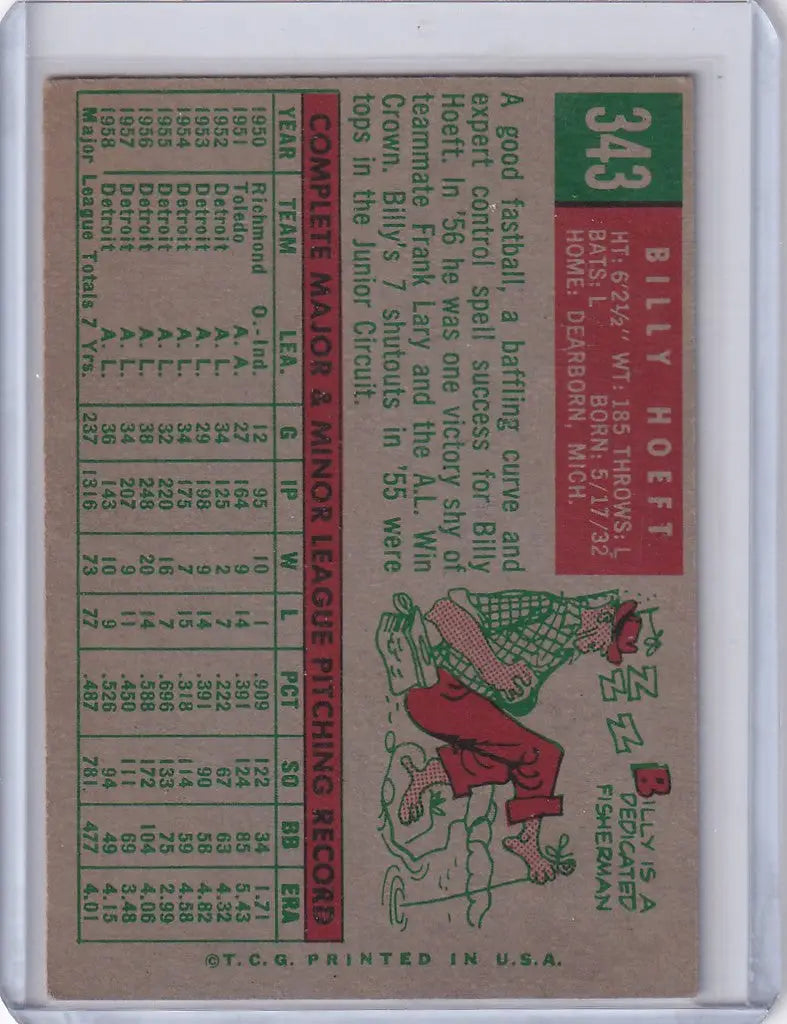 343
BILLY HOEFT
HT: 6'2½" WT: 185 THROWS: L
BATS: L BORN: 5/17/32
HOME: DEARBORN, MICH.
A good fastball, a baffling curve and
expert control spell success for Billy
Hoeft. In '56 he was one victory shy of
teammate Frank Lary and the A.L. Win
Crown. Billy's 7 shutouts in '55 were
tops in the Junior Circuit.
Z Z Z Z
BILLY IS A
DEDICATED
FISHERMAN
COMPLETE MAJOR & MINOR LEAGUE PITCHING RECORD
YEAR TEAM LEA. G IP W L PCT SO BB ERA
1950 Richmond O.-Ind 12 95 10 1 .909 122 34 1.71
1951 Toledo A. A. 27 164 9 14 .391 124 85 5.43
1952 Detroit A. L. 34 125 2 7 .222 67 63 4.32
1953 Detroit A. L. 29 198 9 14 .391 90 58 4.82
1954 Detroit A. L. 34 175 7 15 .318 114 59 4.58
1955 Detroit A. L. 32 220 16 7 .696 133 75 2.99
1956 Detroit A. L. 38 248 20 14 .588 172 104 4.06
1957 Detroit A. L. 34 207 9 11 .450 111 69 3.48
1958 Detroit A. L. 36 143 10 9 .526 94 49 4.15
Major League Totals 7 Yrs. 237 1316 73 77 .487 781 477 4.01
©T.C.G. PRINTED IN U.S.A.